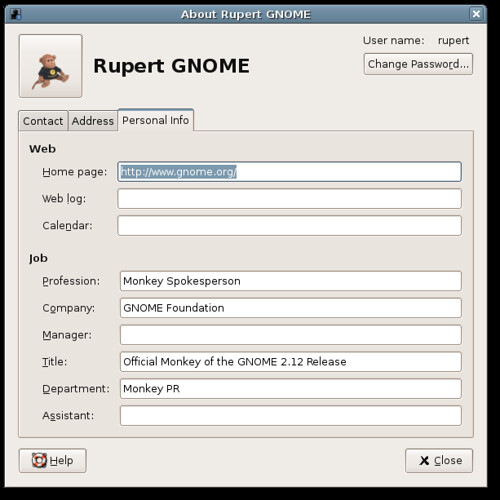 About Rupert GNOME
User name: rupert
Rupert GNOME
Change Password...
Contact Address Personal Info
Web
Home page: http://www.gnome.org/
Web log:
Calendar:
Job
Profession: Monkey Spokesperson
Company: GNOME Foundation
Manager:
Title: Official Monkey of the GNOME 2.12 Release
Department: Monkey PR
Assistant:
Help Close